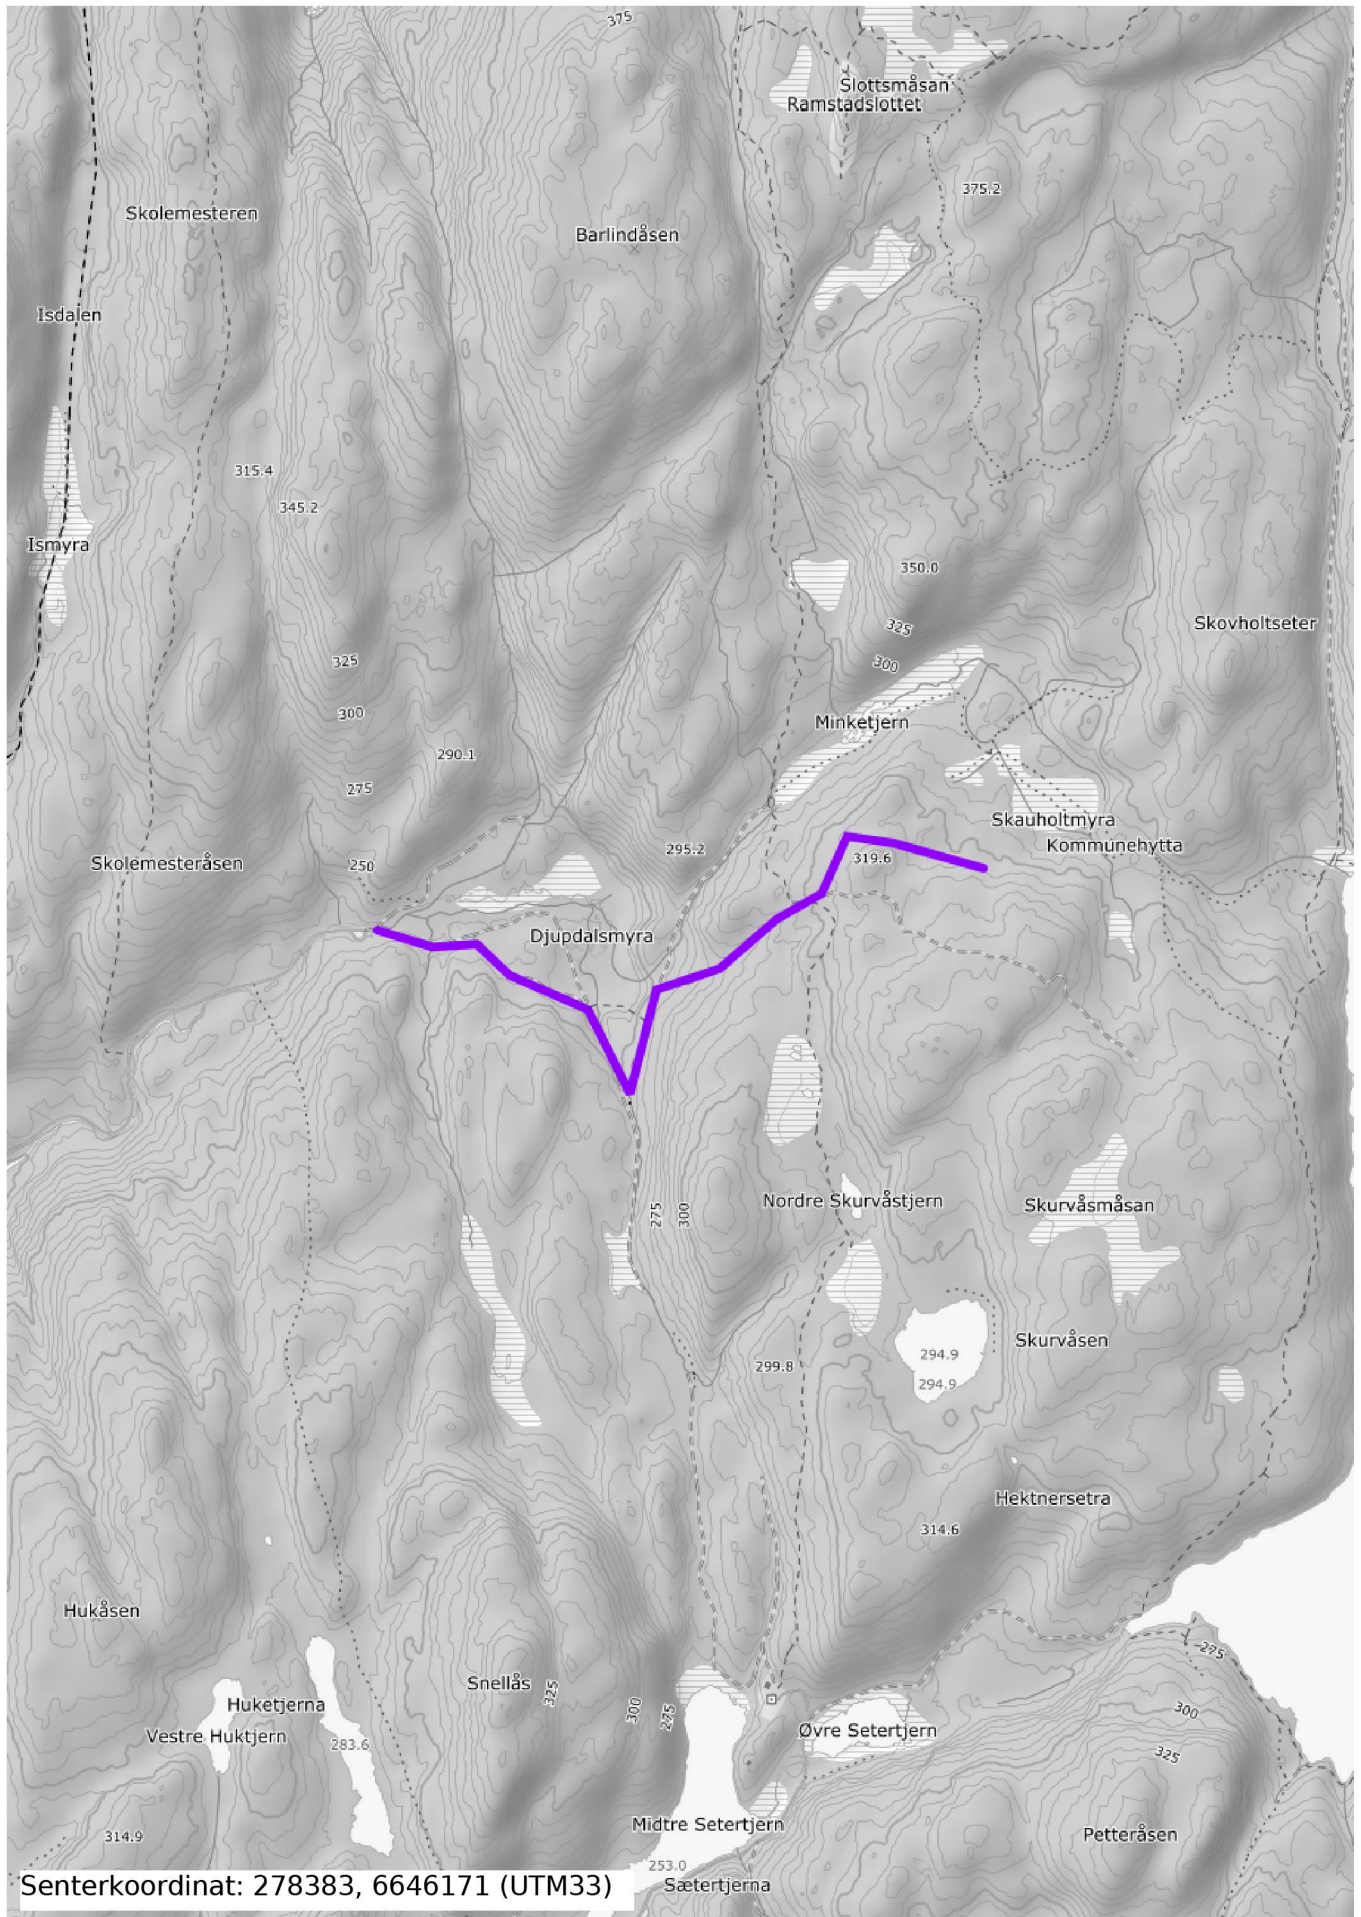 375
Slottsmåsan
Ramstadslottet
375.2
Skolemesteren
Barlindåsen
Isdalen
315.4
345.2
Ismyra
350.0
325
Skovholtseter
325
300
300
Minketjern
290.1
275
Skauholtmyra
Kommunehytta
295.2
319.6
Skolemesteråsen
250
Djupdalsmyra
Nordre Skurvåstjern
Skurvåsmåsan
275
300
Skurvåsen
294.9
299.8
294.9
Hektnersetra
314.6
Hukåsen
275
Snellås
325
300
275
Huketjerna
300
Vestre Huktjern
Øvre Setertjern
283.6
325
Midtre Setertjern
314.9
Petteråsen
253.0
Sætertjerna
Senterkoordinat: 278383, 6646171 (UTM33)